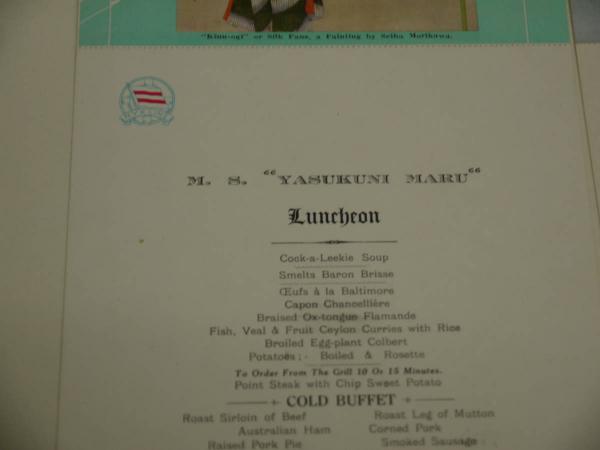 "Kinu-ogi" or Silk Fans, a Painting by Seiha Morikawa.
M. S. "YASUKUNI MARU"
Luncheon
Cock-a-Leekie Soup
Smelts Baron Brisse
Œufs à la Baltimore
Capon Chancellière
Braised Ox-tongue Flamande
Fish, Veal & Fruit Ceylon Curries with Rice
Broiled Egg-plant Colbert
Potatoes:- Boiled & Rosette
To Order From The Grill 10 Or 15 Minutes.
Point Steak with Chip Sweet Potato
COLD BUFFET
Roast Sirloin of Beef Roast Leg of Mutton
Australian Ham Corned Pork
Raised Pork Pie Smoked Sausage